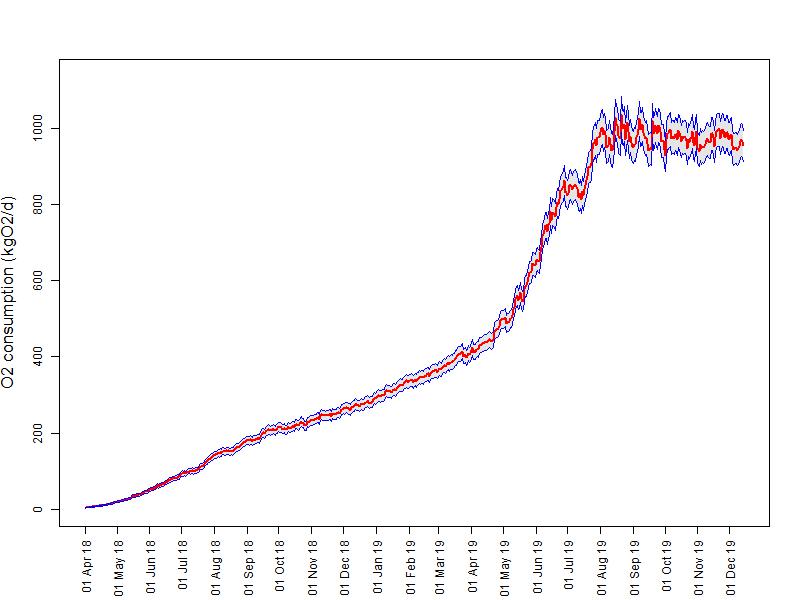 O2 consumption (kgO2/d)
1000
800
600
400
200
0
01 Apr 18
01 May 18
01 Jun 18
01 Jul 18
01 Aug 18
01 Sep 18
01 Oct 18
01 Nov 18
01 Dec 18
01 Jan 19
01 Feb 19
01 Mar 19
01 Apr 19
01 May 19
01 Jun 19
01 Jul 19
01 Aug 19
01 Sep 19
01 Oct 19
01 Nov 19
01 Dec 19